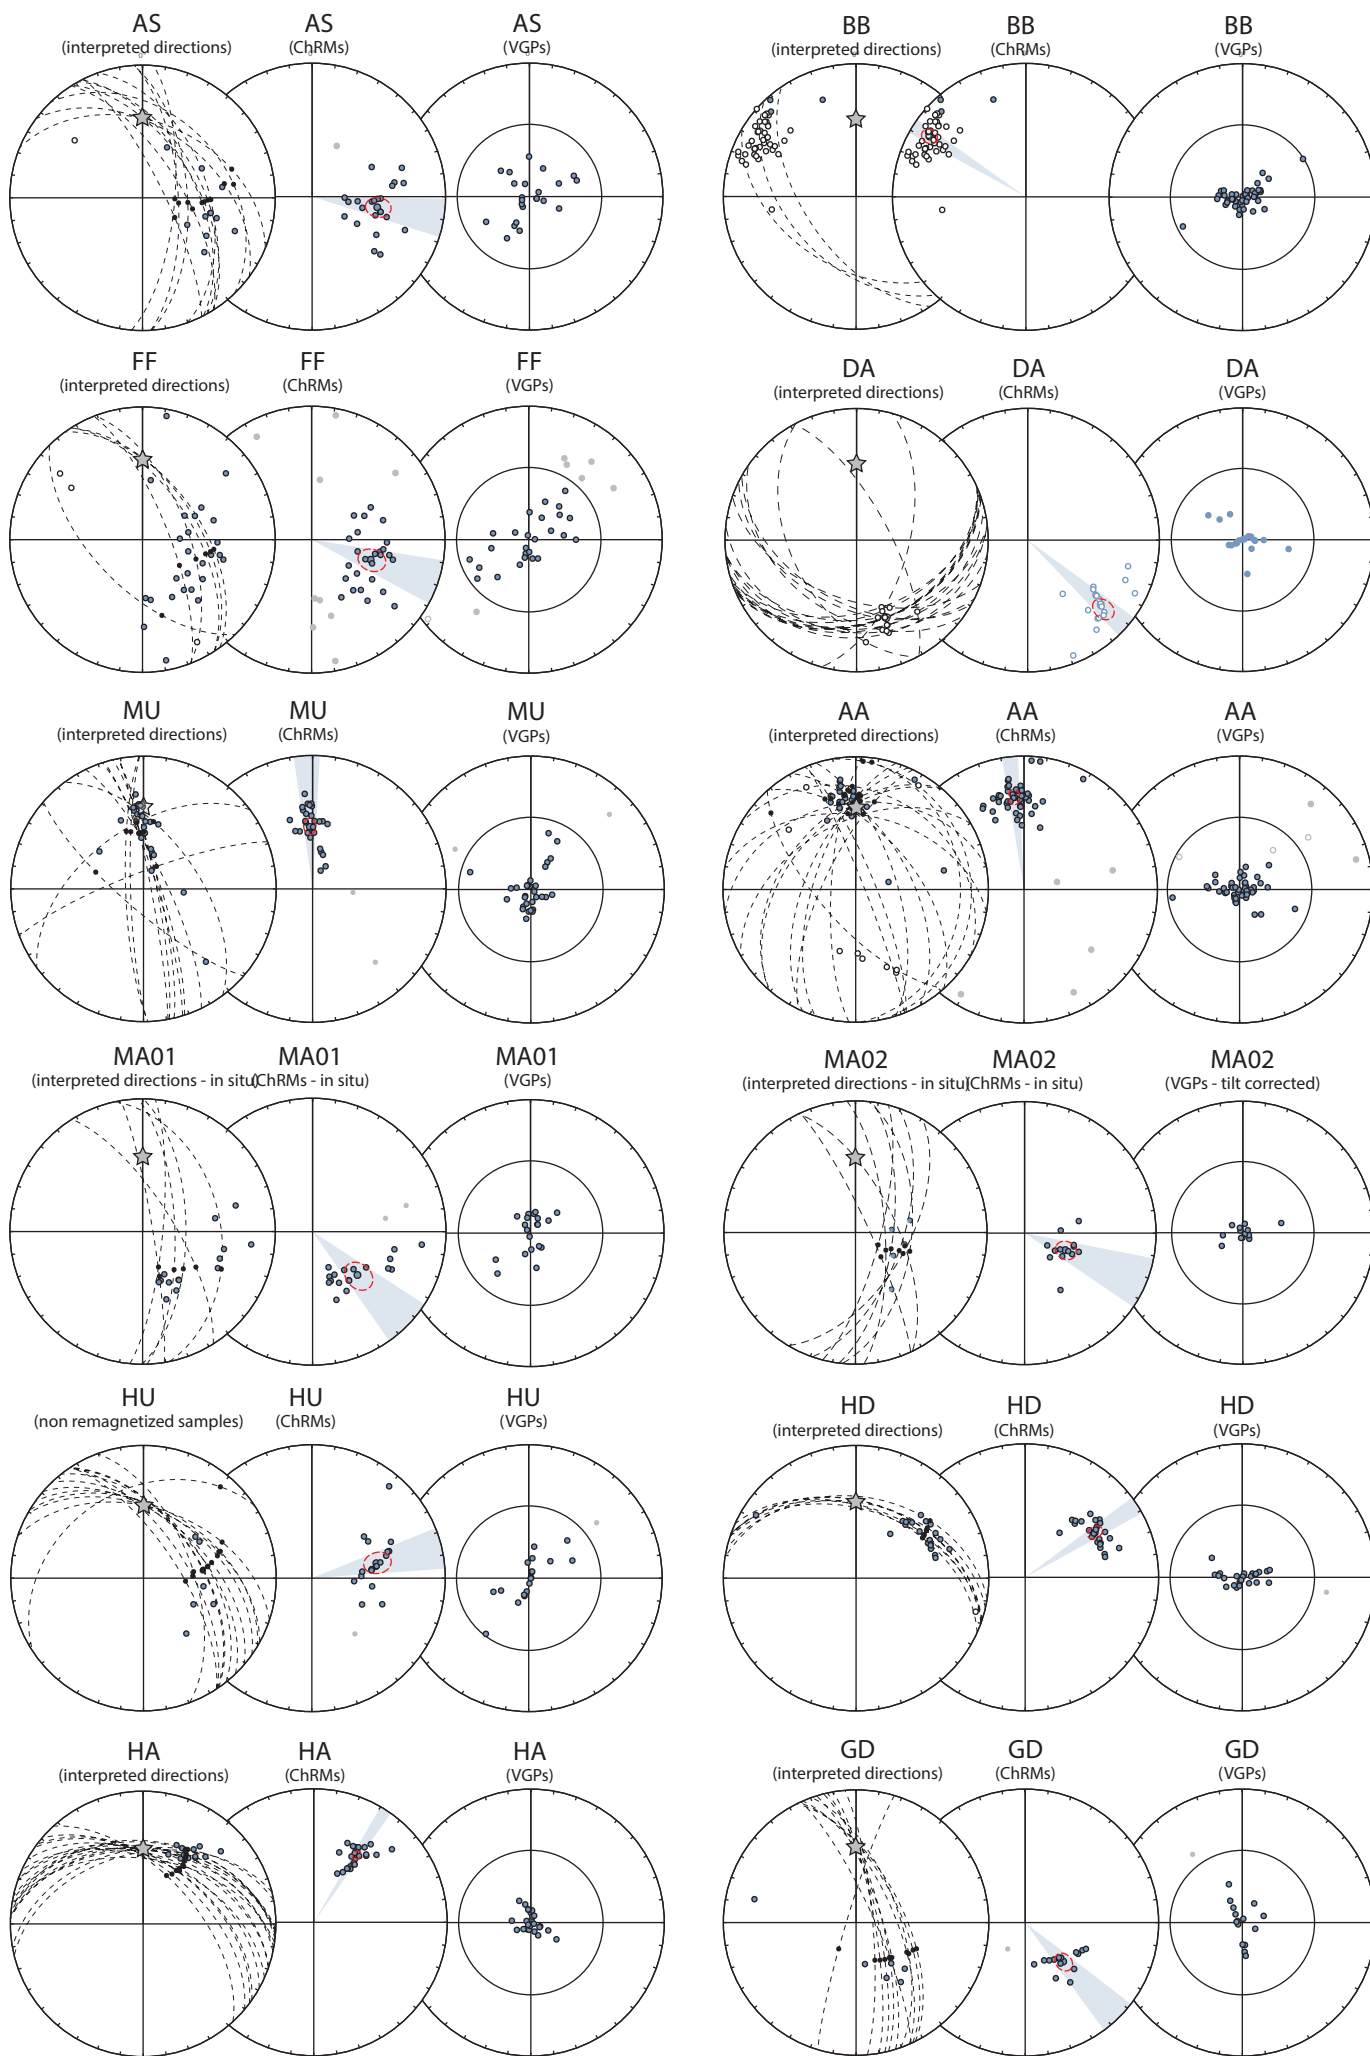 AS
(interpreted directions)
AS
(ChRMs)
AS
(VGPs)
BB
(interpreted directions)
BB
(ChRMs)
BB
(VGPs)
FF
(interpreted directions)
FF
(ChRMs)
FF
(VGPs)
DA
(interpreted directions)
DA
(ChRMs)
DA
(VGPs)
MU
(interpreted directions)
MU
(ChRMs)
MU
(VGPs)
AA
(interpreted directions)
AA
(ChRMs)
AA
(VGPs)
MA01
(interpreted directions - in situ)
MA01
(ChRMs - in situ)
MA01
(VGPs)
MA02
(interpreted directions - in situ)
MA02
(ChRMs - in situ)
MA02
(VGPs - tilt corrected)
HU
(non remagnetized samples)
HU
(ChRMs)
HU
(VGPs)
HD
(interpreted directions)
HD
(ChRMs)
HD
(VGPs)
HA
(interpreted directions)
HA
(ChRMs)
HA
(VGPs)
GD
(interpreted directions)
GD
(ChRMs)
GD
(VGPs)